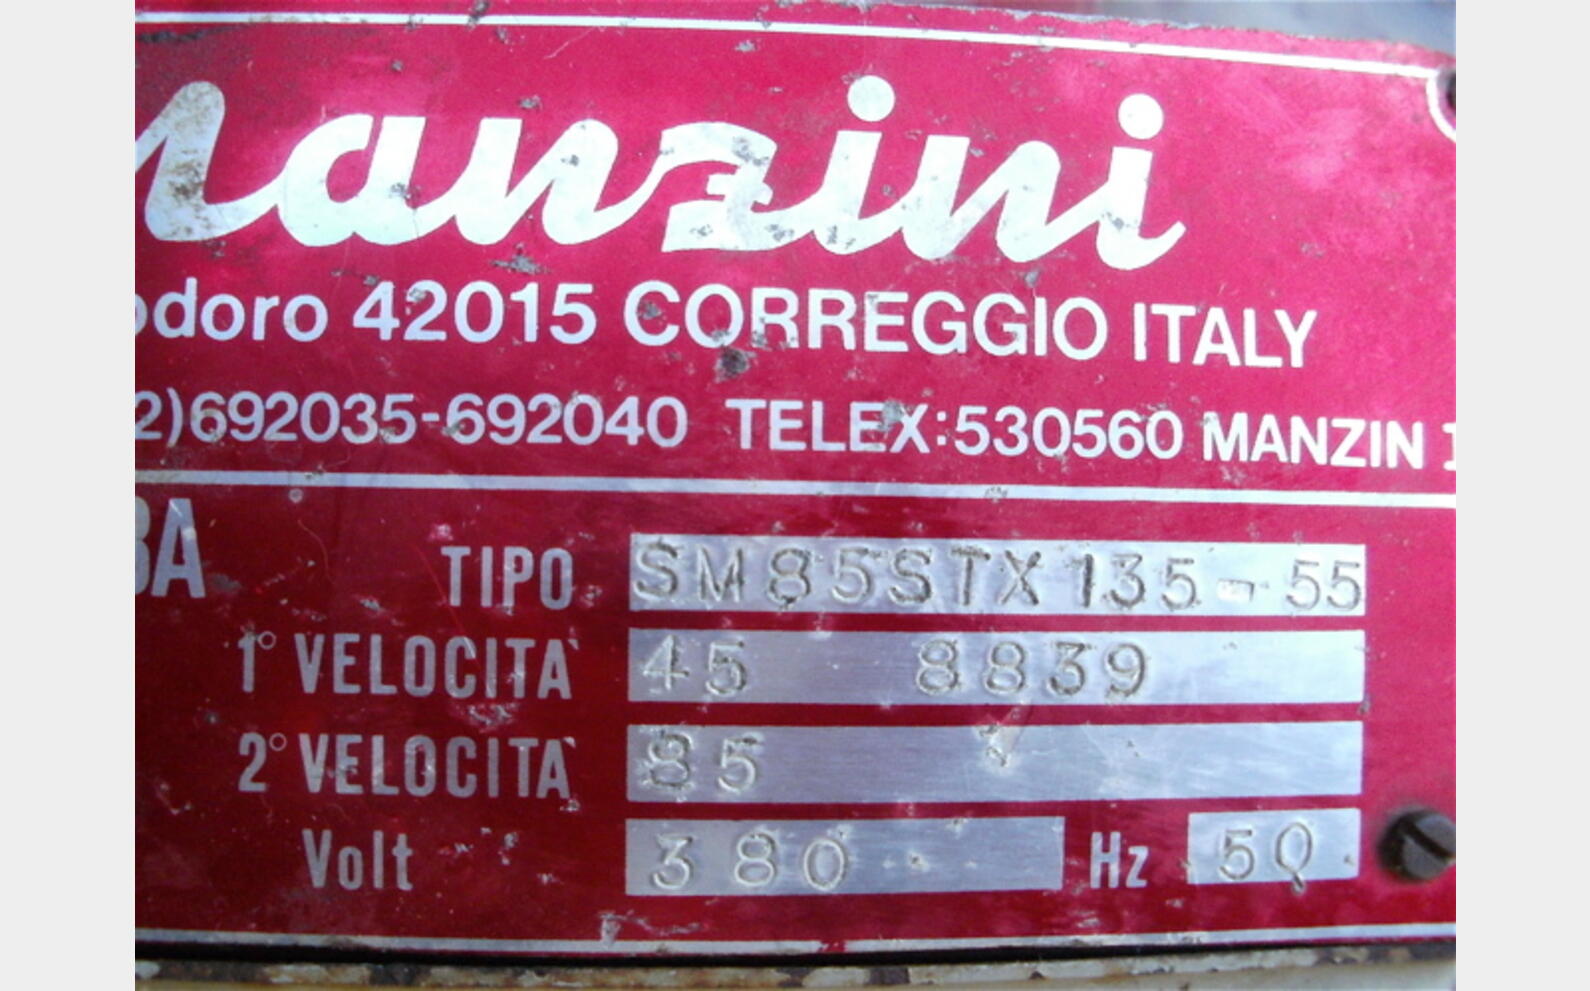 Manzini
odoro 42015 CORREGGIO ITALY
2)692035-692040 TELEX:530560 MANZIN I
BA TIPO SM85STX135-55
1° VELOCITA' 45 8839
2° VELOCITA' 85
Volt 380 Hz 50